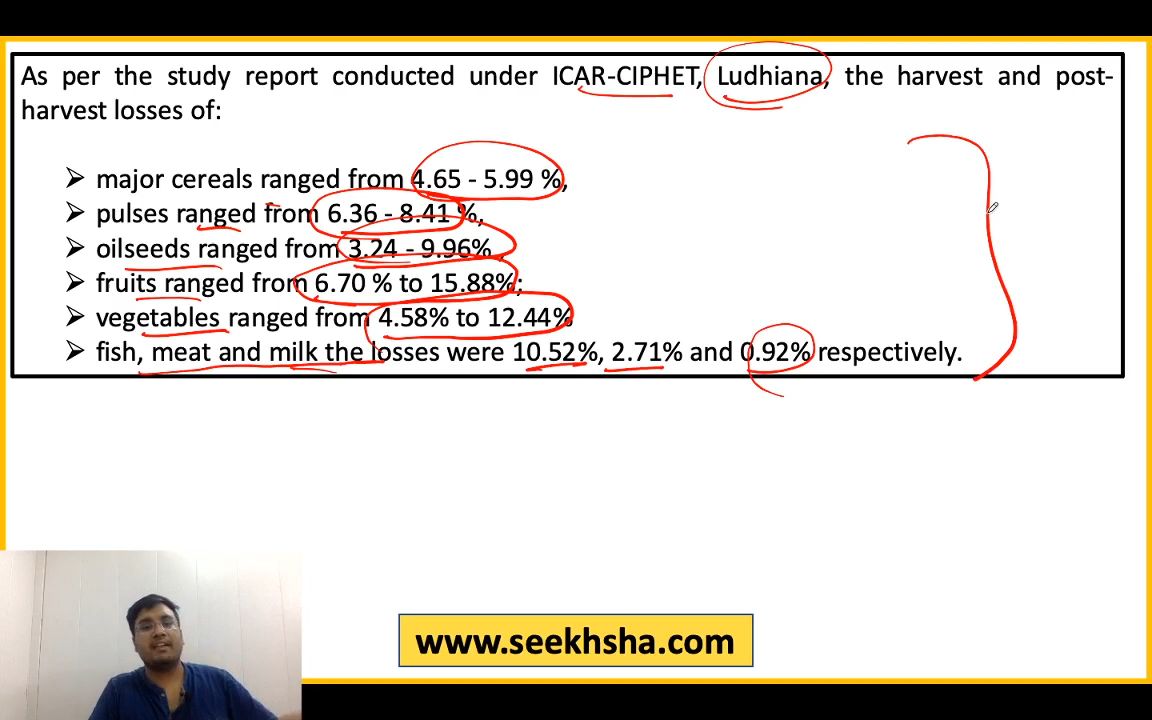 As per the study report conducted under ICAR-CIPHET, Ludhiana, the harvest and post-
harvest losses of:
➢ major cereals ranged from 4.65 - 5.99 %,
➢ pulses ranged from 6.36 - 8.41 %,
➢ oilseeds ranged from 3.24 - 9.96%,
➢ fruits ranged from 6.70 % to 15.88%;
➢ vegetables ranged from 4.58% to 12.44%
➢ fish, meat and milk the losses were 10.52%, 2.71% and 0.92% respectively.
www.seekhsha.com